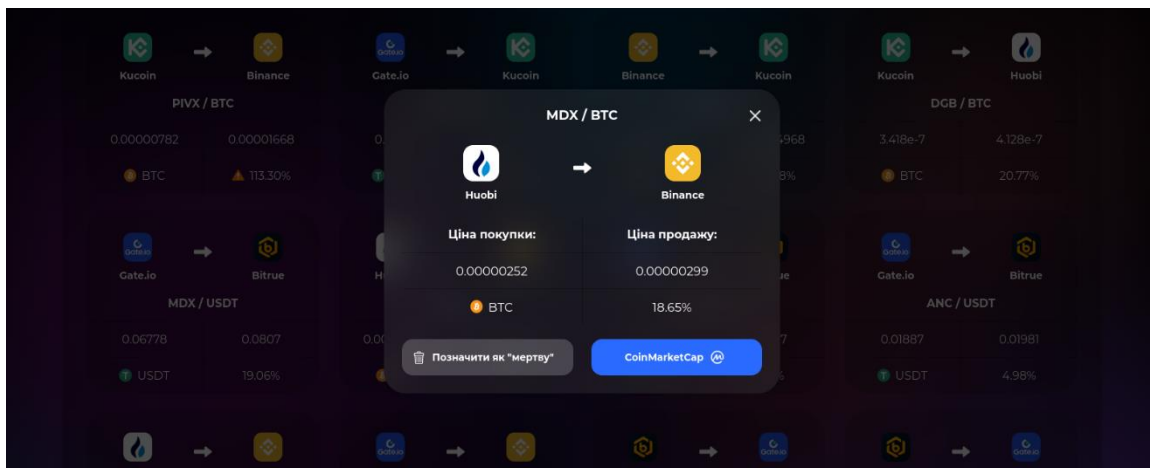 Kucoin Binance Gate.io Kucoin Binance Kucoin Kucoin Huobi
PIVX / BTC DGB / BTC
0.00000782 0.00001668 3.418e-7 4.128e-7
BTC 113.30% BTC 20.77%
MDX / BTC
Huobi Binance
Ціна покупки: Ціна продажу:
0.00000252 0.00000299
BTC 18.65%
Позначити як "мертву" CoinMarketCap
Gate.io Bitrue Gate.io Bitrue
MDX / USDT ANC / USDT
0.06778 0.0807 0.01887 0.01981
USDT 19.06% USDT 4.98%